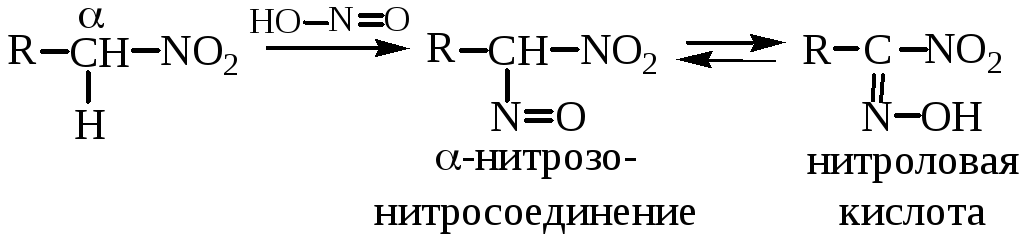 α
HO–N=O
R–CH–NO₂
H
R–CH–NO₂
N=O
R–C–NO₂
N–OH
α-нитрозо-
нитросоединение
нитроловая
кислота